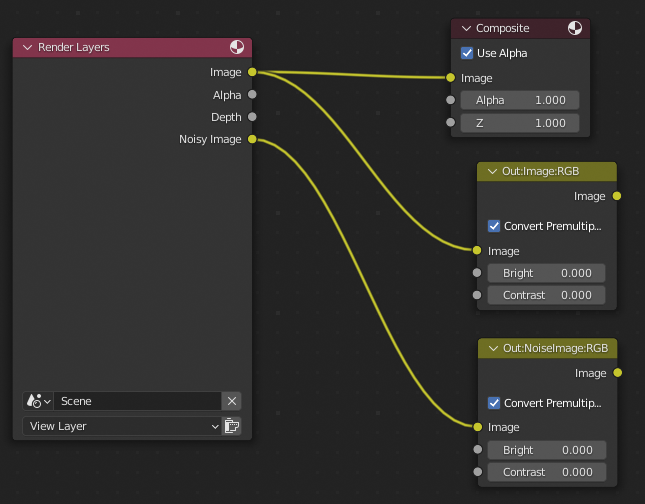 Render Layers
Image
Alpha
Depth
Noisy Image
Scene
View Layer
Composite
Use Alpha
Image
Alpha 1.000
Z 1.000
Out:Image:RGB
Image
Convert Premultip...
Image
Bright 0.000
Contrast 0.000
Out:NoiseImage:RGB
Image
Convert Premultip...
Image
Bright 0.000
Contrast 0.000